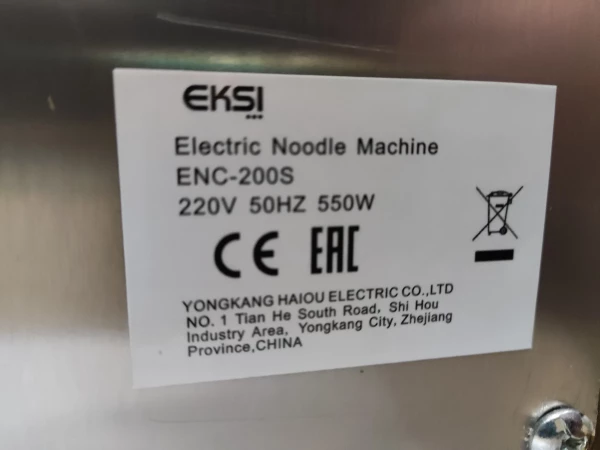 EKSI
Electric Noodle Machine
ENC-200S
220V 50HZ 550W
CE EAC
YONGKANG HAIOU ELECTRIC CO.,LTD
NO. 1 Tian He South Road, Shi Hou
Industry Area, Yongkang City, Zhejiang
Province,CHINA